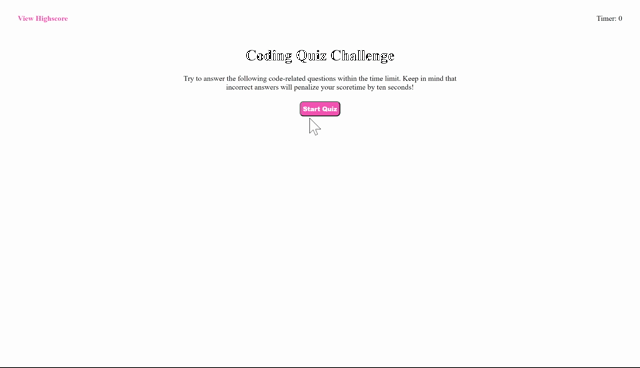 View Highscore
Timer: 0
Coding Quiz Challenge
Try to answer the following code-related questions within the time limit. Keep in mind that
incorrect answers will penalize your scoretime by ten seconds!
Start Quiz